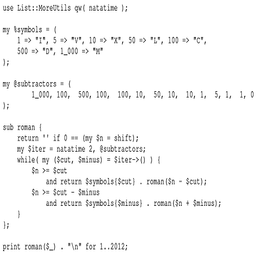 use List::MoreUtils qw( natatime );
my %symbols = (
1 => "I", 5 => "V", 10 => "X", 50 => "L", 100 => "C",
500 => "D", 1_000 => "M"
);
my @subtractors = (
1_000, 100, 500, 100, 100, 10, 50, 10, 10, 1, 5, 1, 1, 0
);
sub roman {
return '' if 0 == (my $n = shift);
my $iter = natatime 2, @subtractors;
while( my ($cut, $minus) = $iter->() ) {
$n >= $cut
and return $symbols{$cut} . roman($n - $cut);
$n >= $cut - $minus
and return $symbols{$minus} . roman($n + $minus);
}
};
print roman($_) . "\n" for 1..2012;